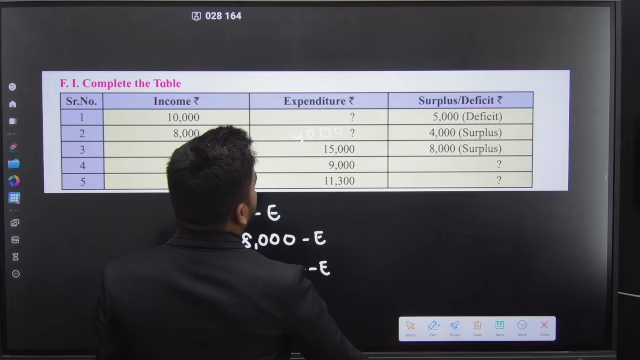 028 164
F. I. Complete the Table
Sr.No. Income ₹ Expenditure ₹ Surplus/Deficit ₹
1 10,000 ? 5,000 (Deficit)
2 8,000 4000 ? 4,000 (Surplus)
3 15,000 8,000 (Surplus)
4 9,000 ?
5 11,300 ?
- E
8,000 - E
- E